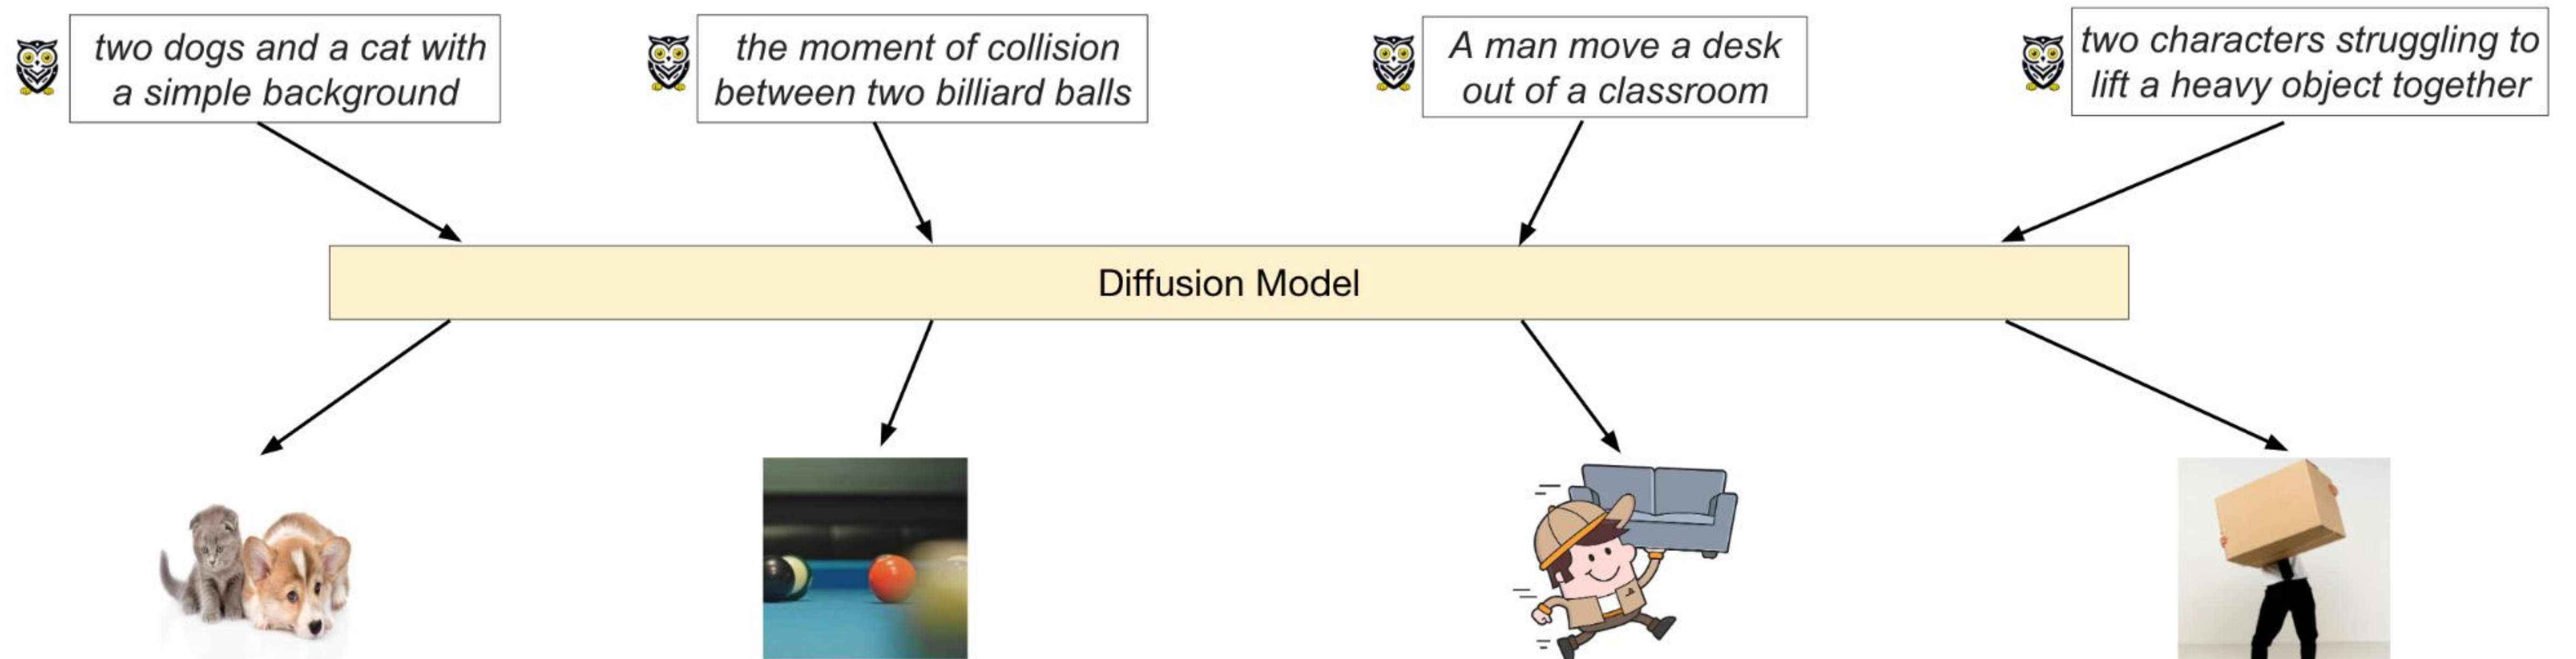 two dogs and a cat with
a simple background
the moment of collision
between two billiard balls
A man move a desk
out of a classroom
two characters struggling to
lift a heavy object together
Diffusion Model